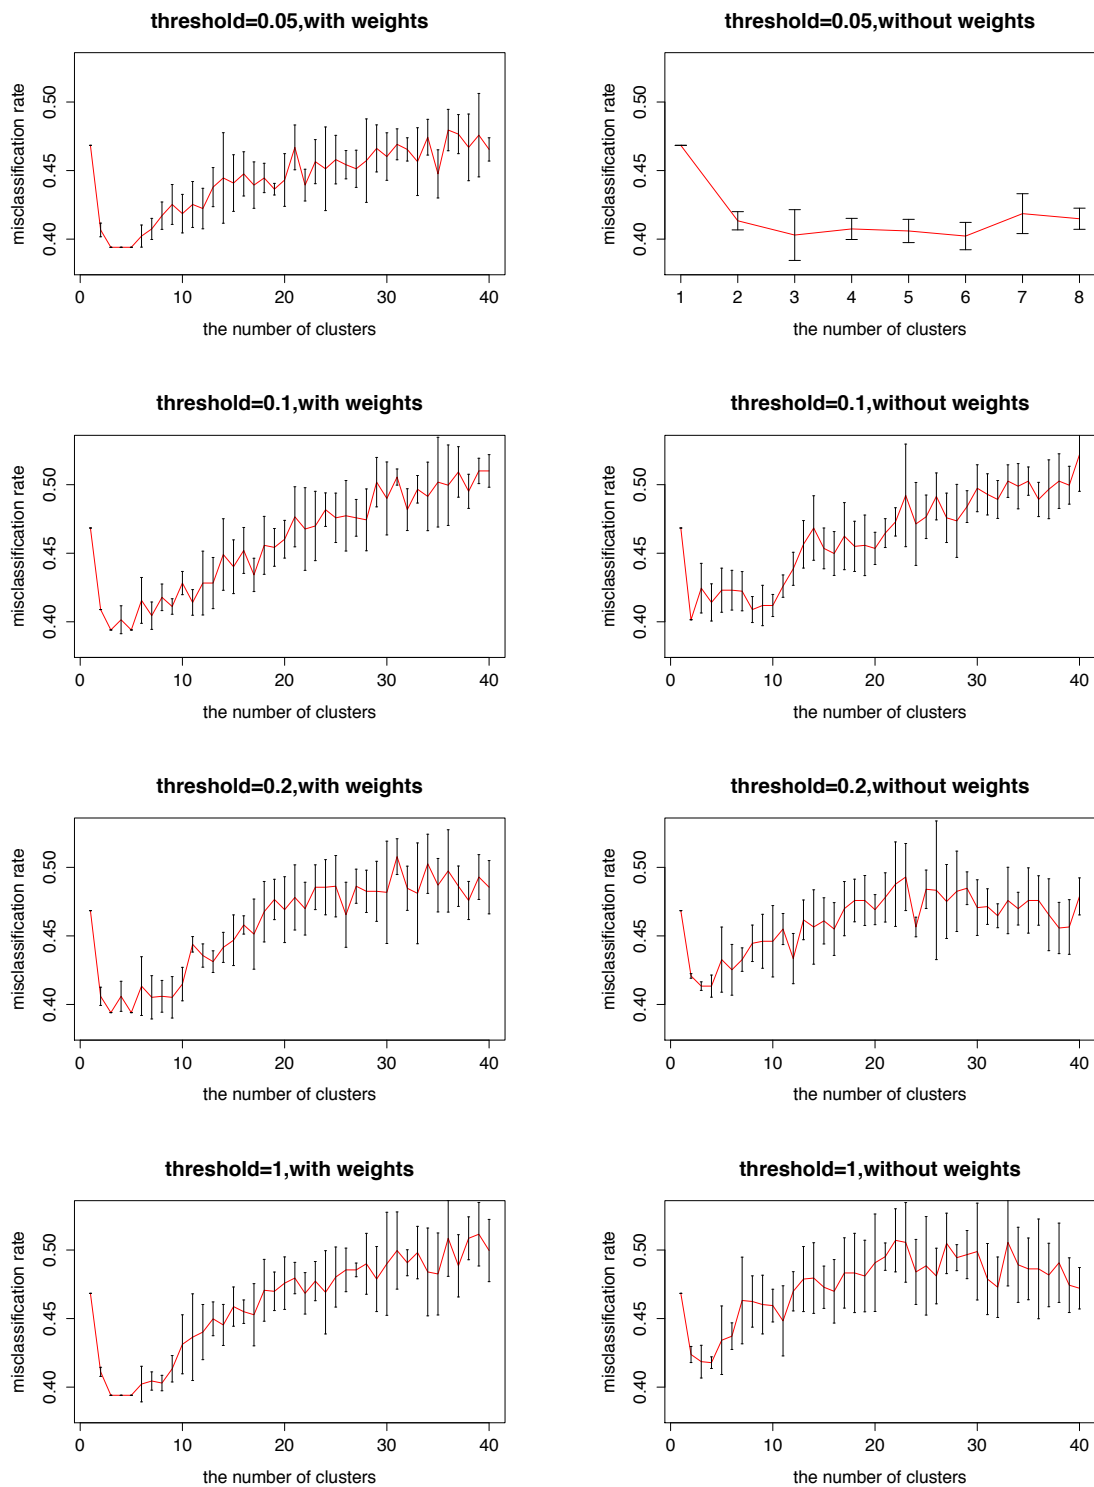 threshold=0.05,with weights
misclassification rate
0.50
0.45
0.40
0 10 20 30 40
the number of clusters
threshold=0.05,without weights
misclassification rate
0.50
0.45
0.40
1 2 3 4 5 6 7 8
the number of clusters
threshold=0.1,with weights
misclassification rate
0.50
0.45
0.40
0 10 20 30 40
the number of clusters
threshold=0.1,without weights
misclassification rate
0.50
0.45
0.40
0 10 20 30 40
the number of clusters
threshold=0.2,with weights
misclassification rate
0.50
0.45
0.40
0 10 20 30 40
the number of clusters
threshold=0.2,without weights
misclassification rate
0.50
0.45
0.40
0 10 20 30 40
the number of clusters
threshold=1,with weights
misclassification rate
0.50
0.45
0.40
0 10 20 30 40
the number of clusters
threshold=1,without weights
misclassification rate
0.50
0.45
0.40
0 10 20 30 40
the number of clusters